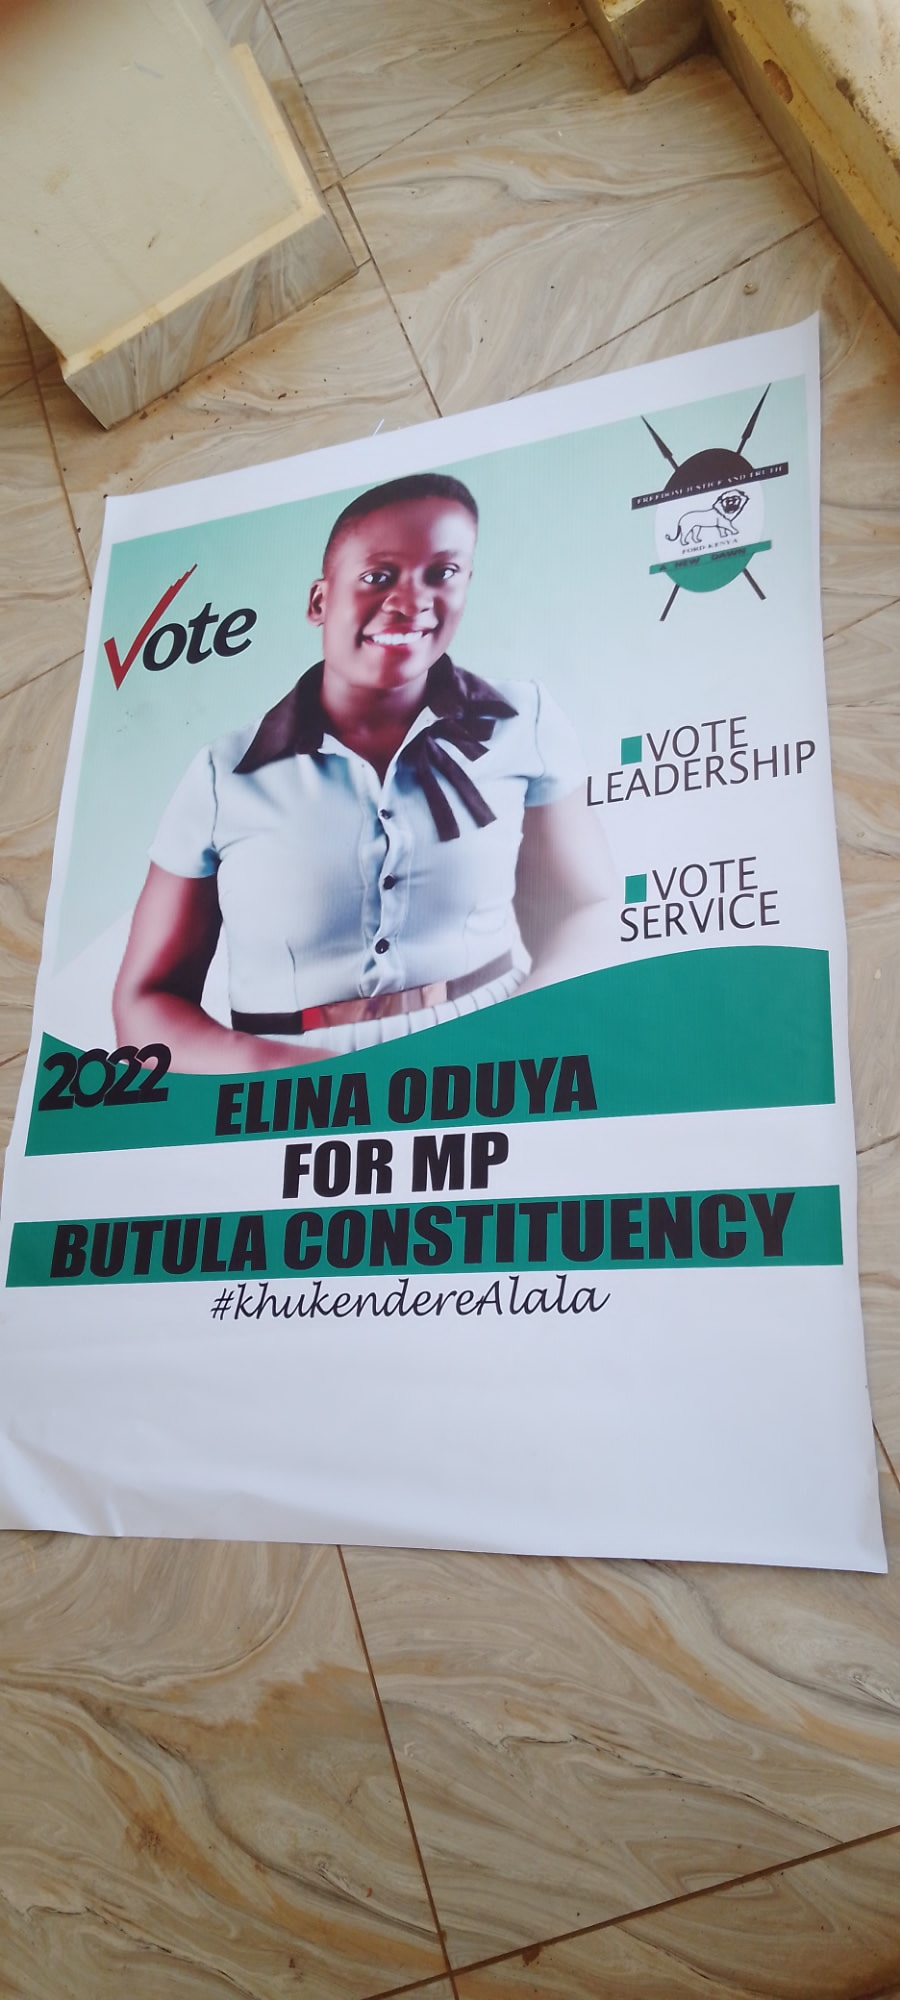 Vote
FREEDOM JUSTICE AND TRUTH
FORD-KENYA
A NEW DAWN
VOTE
LEADERSHIP
VOTE
SERVICE
2022
ELINA ODUYA
FOR MP
BUTULA CONSTITUENCY
#khukendereAlala